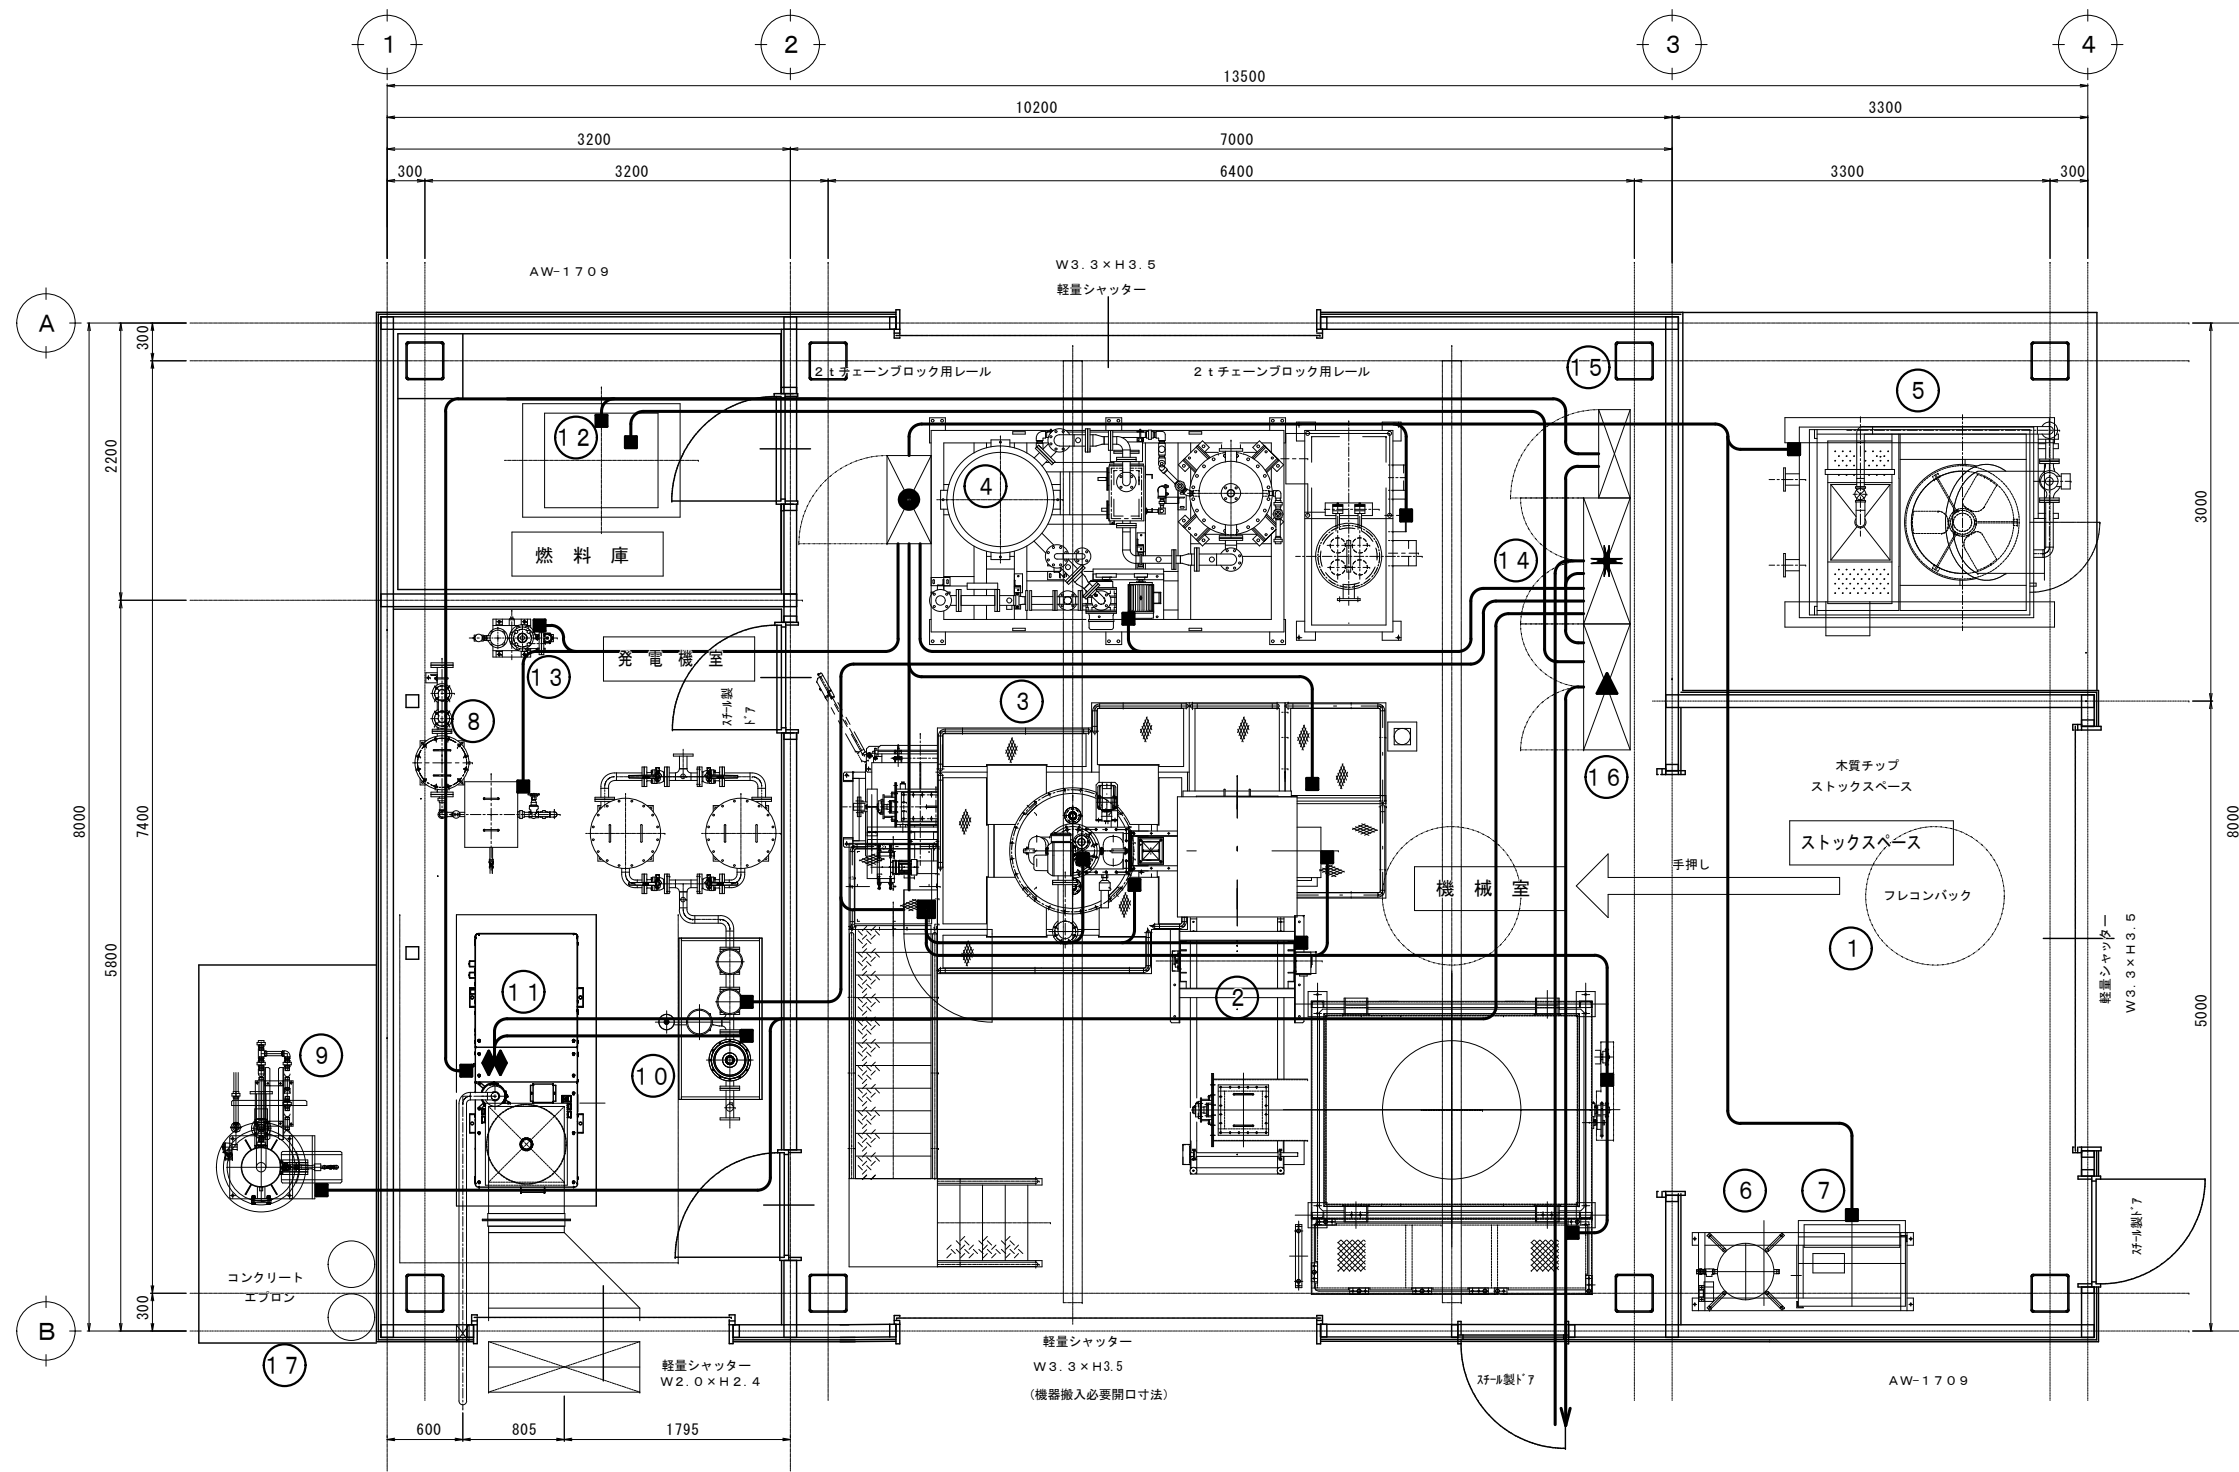 1
2
3
4
13500
10200
3300
3200
7000
300
3200
6400
3300
300
AW-1709
W3.3×H3.5
軽量シャッター
A
300
2tチェーンブロック用レール
2tチェーンブロック用レール
15
5
12
2200
4
3000
燃 料 庫
14
発 電 機 室
13
3
スチール製
ドア
8
16
木質チップ
ストックスペース
8000
7400
8000
ストックスペース
手押し
機 械 室
フレコンバック
1
5800
軽量シャッター
W3.3×H3.5
11
2
5000
9
10
6
7
スチール製ドア
コンクリート
エプロン
300
B
17
軽量シャッター
W2.0×H2.4
軽量シャッター
W3.3×H3.5
(機器搬入必要開口寸法)
スチール製ドア
AW-1709
600
805
1795